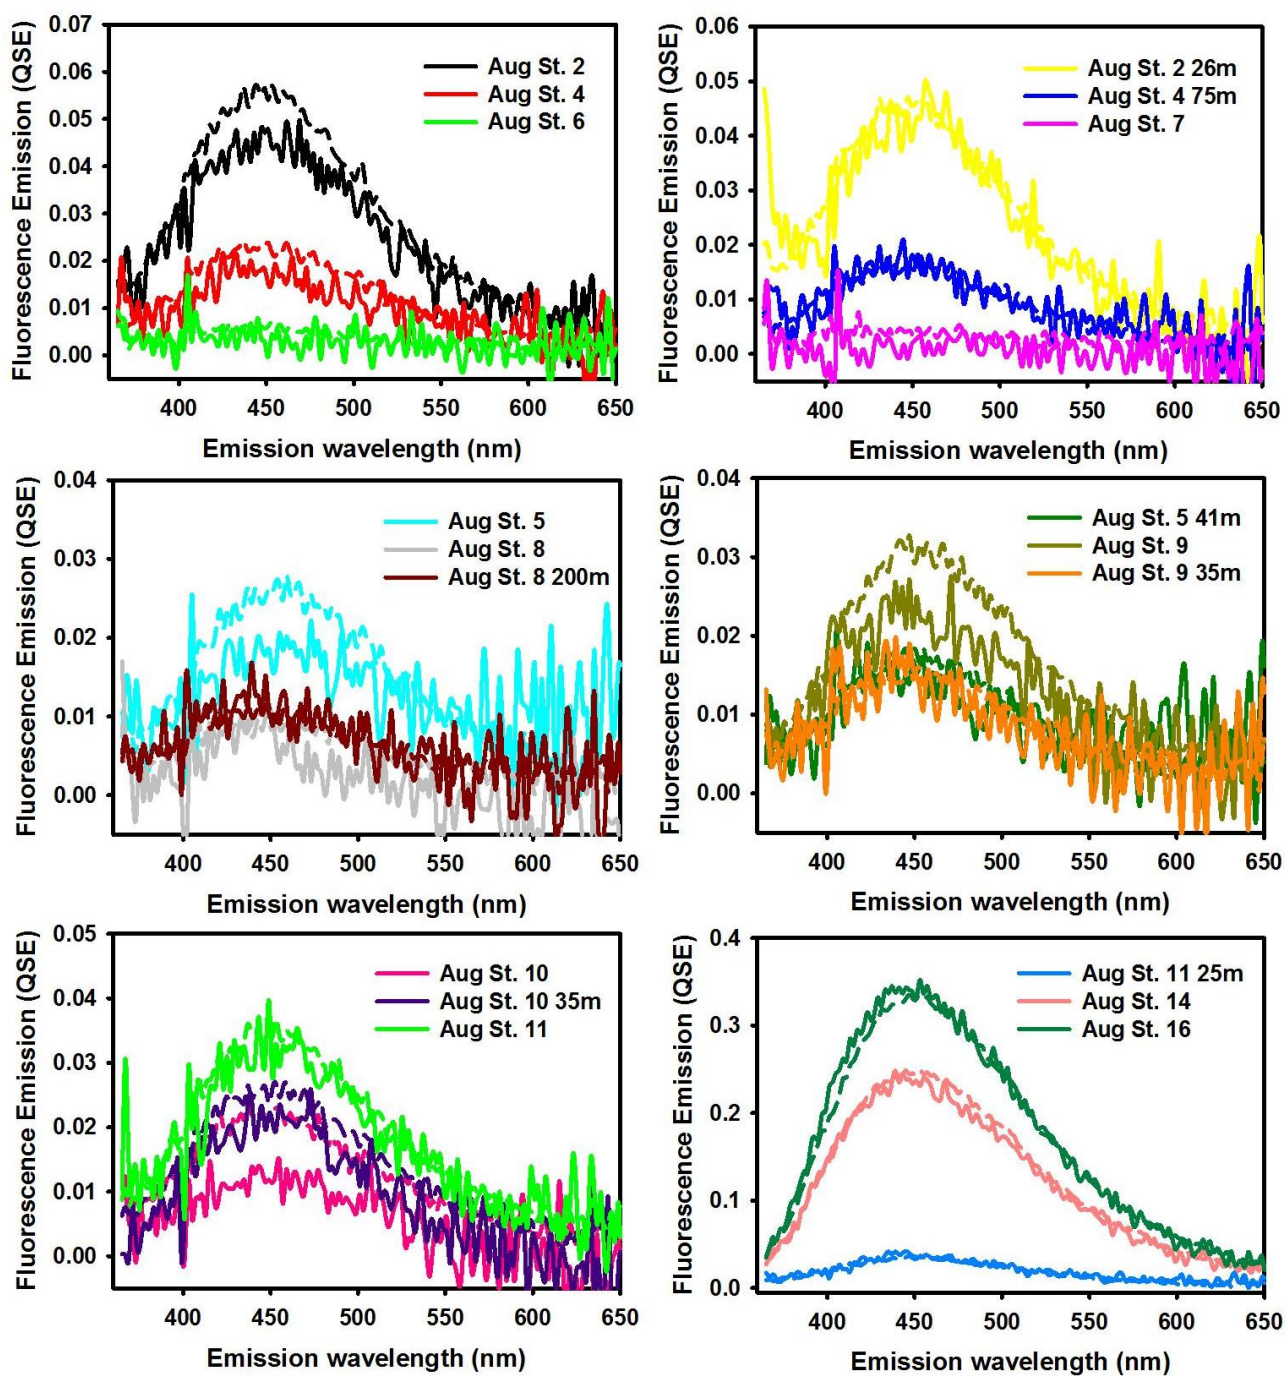 Fluorescence Emission (QSE)
0.07
0.06
0.05
0.04
0.03
0.02
0.01
0.00
Aug St. 2
Aug St. 4
Aug St. 6
400 450 500 550 600 650
Emission wavelength (nm)
Fluorescence Emission (QSE)
0.06
0.05
0.04
0.03
0.02
0.01
0.00
Aug St. 2 26m
Aug St. 4 75m
Aug St. 7
400 450 500 550 600 650
Emission wavelength (nm)
Fluorescence Emission (QSE)
0.04
0.03
0.02
0.01
0.00
Aug St. 5
Aug St. 8
Aug St. 8 200m
400 450 500 550 600 650
Emission wavelength (nm)
Fluorescence Emission (QSE)
0.04
0.03
0.02
0.01
0.00
Aug St. 5 41m
Aug St. 9
Aug St. 9 35m
400 450 500 550 600 650
Emission wavelength (nm)
Fluorescence Emission (QSE)
0.05
0.04
0.03
0.02
0.01
0.00
Aug St. 10
Aug St. 10 35m
Aug St. 11
400 450 500 550 600 650
Emission wavelength (nm)
Fluorescence Emission (QSE)
0.4
0.3
0.2
0.1
0.0
Aug St. 11 25m
Aug St. 14
Aug St. 16
400 450 500 550 600 650
Emission wavelength (nm)